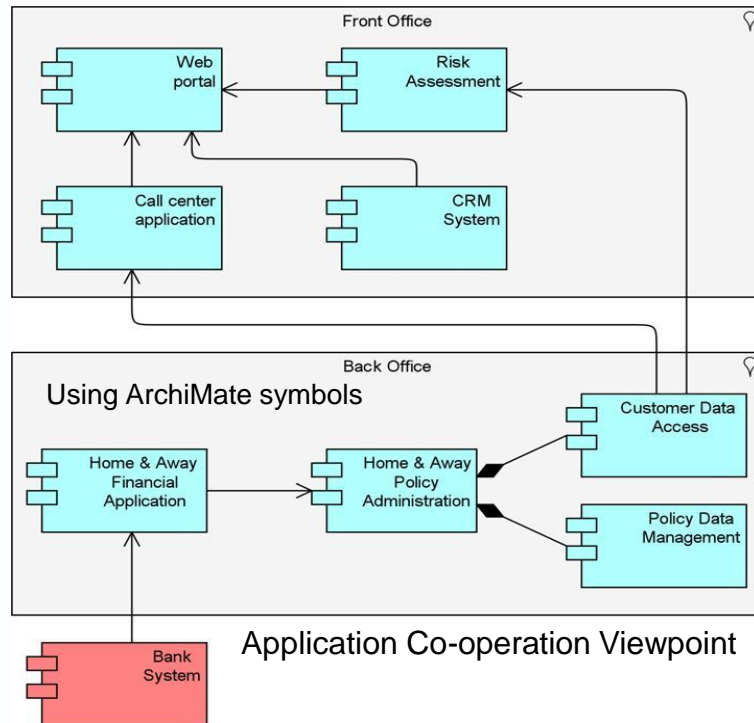 Front Office
Web
portal
Risk
Assessment
Call center
application
CRM
System
Back Office
Using ArchiMate symbols
Customer Data
Access
Home & Away
Financial
Application
Home & Away
Policy
Administration
Policy Data
Management
Application Co-operation Viewpoint
Bank
System